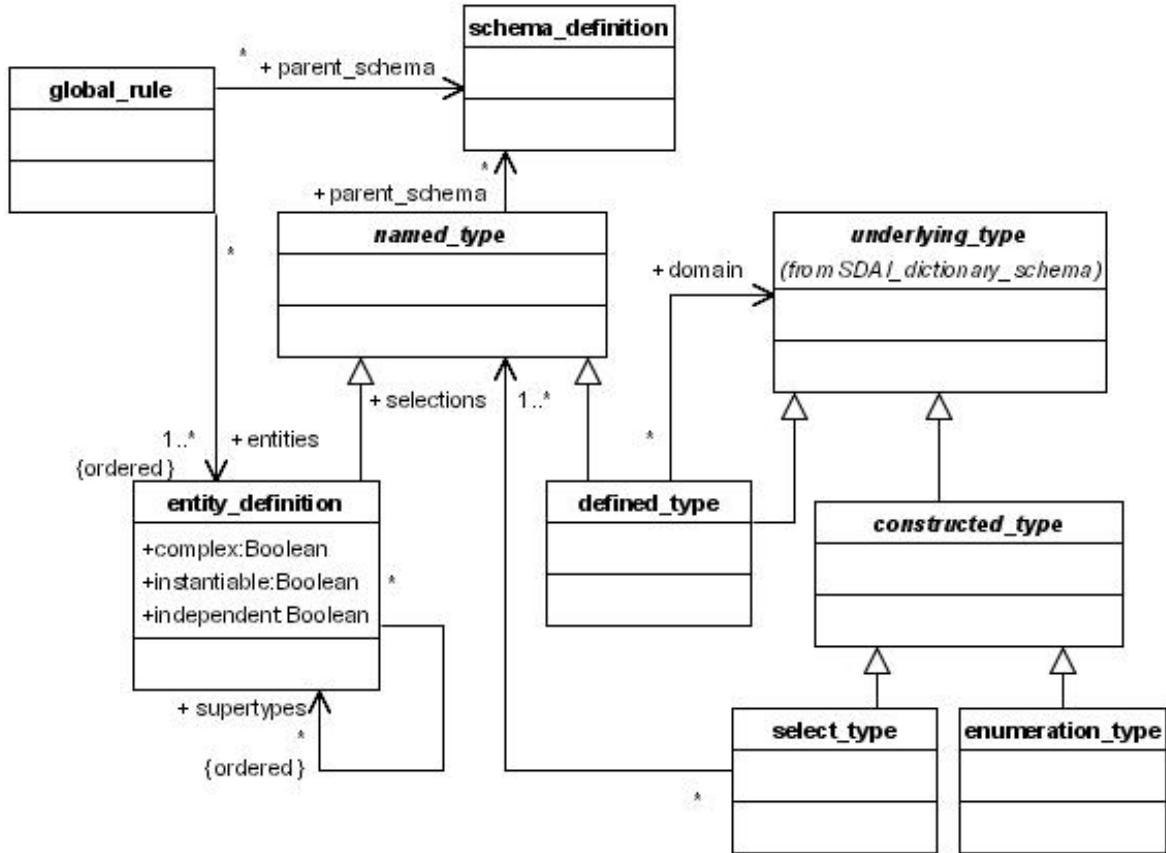 schema_definition
*
+ parent_schema
global_rule
*
+ parent_schema
*
named_type
underlying_type
(from SDAI_dictionary_schema)
+ domain
+ selections
1..*
*
1..*
+ entities
{ordered}
entity_definition
defined_type
constructed_type
+complex:Boolean
+instantiable:Boolean
*
+independent:Boolean
+ supertypes
*
{ordered}
select_type
enumeration_type
*